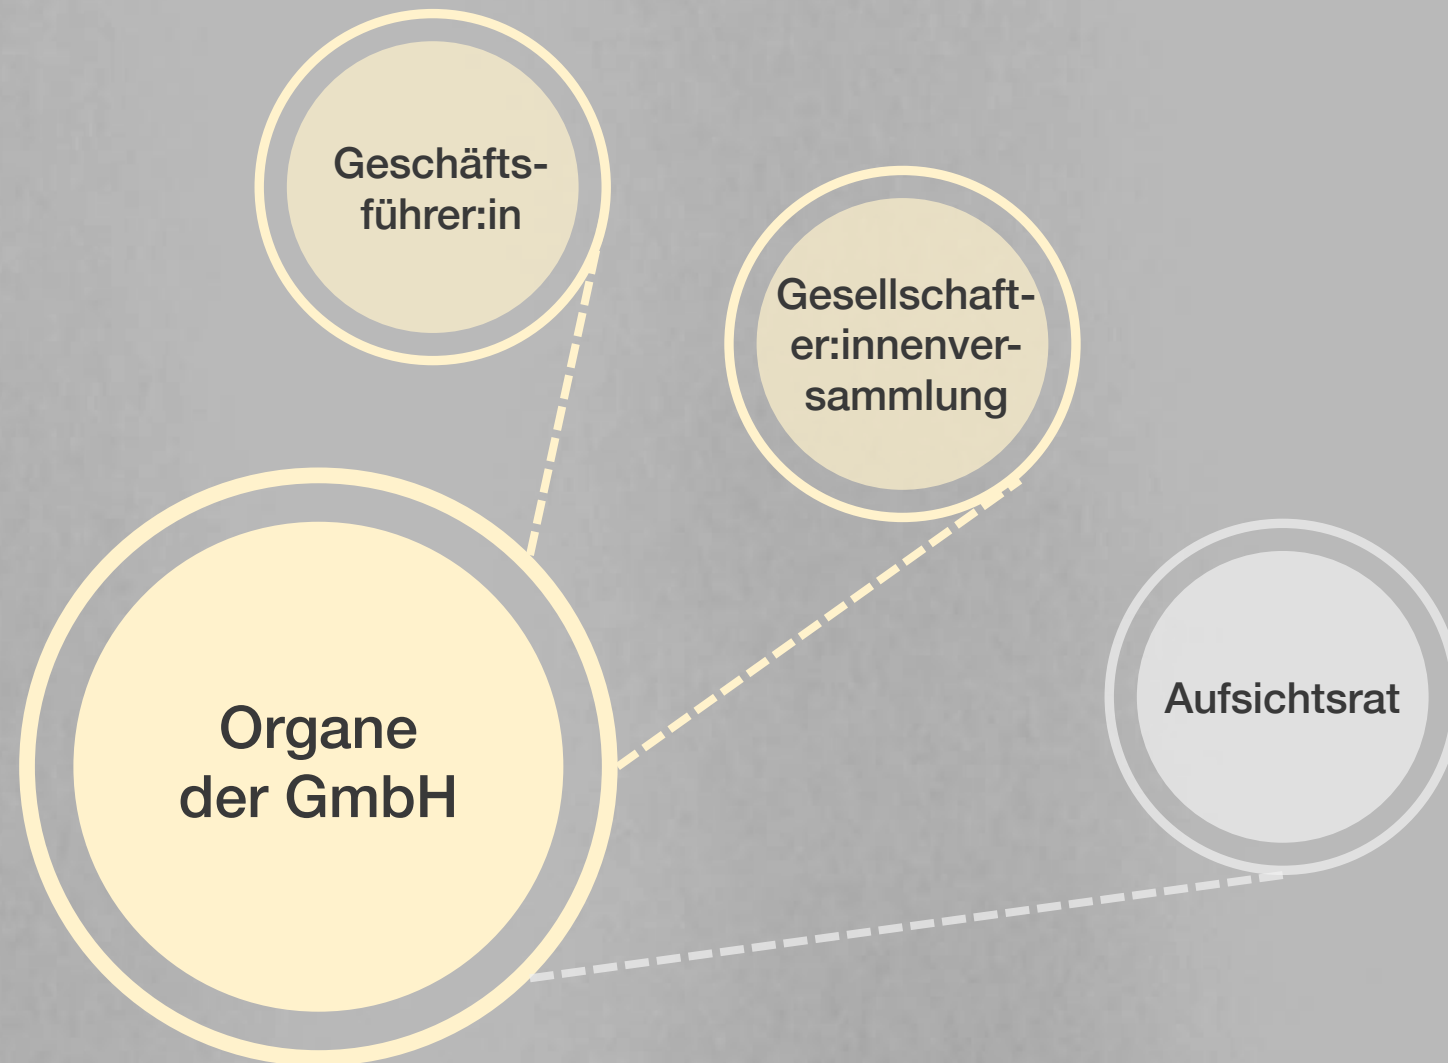 Geschäfts-
führer:in
Gesellschaft-
er:innenver-
sammlung
Organe
der GmbH
Aufsichtsrat